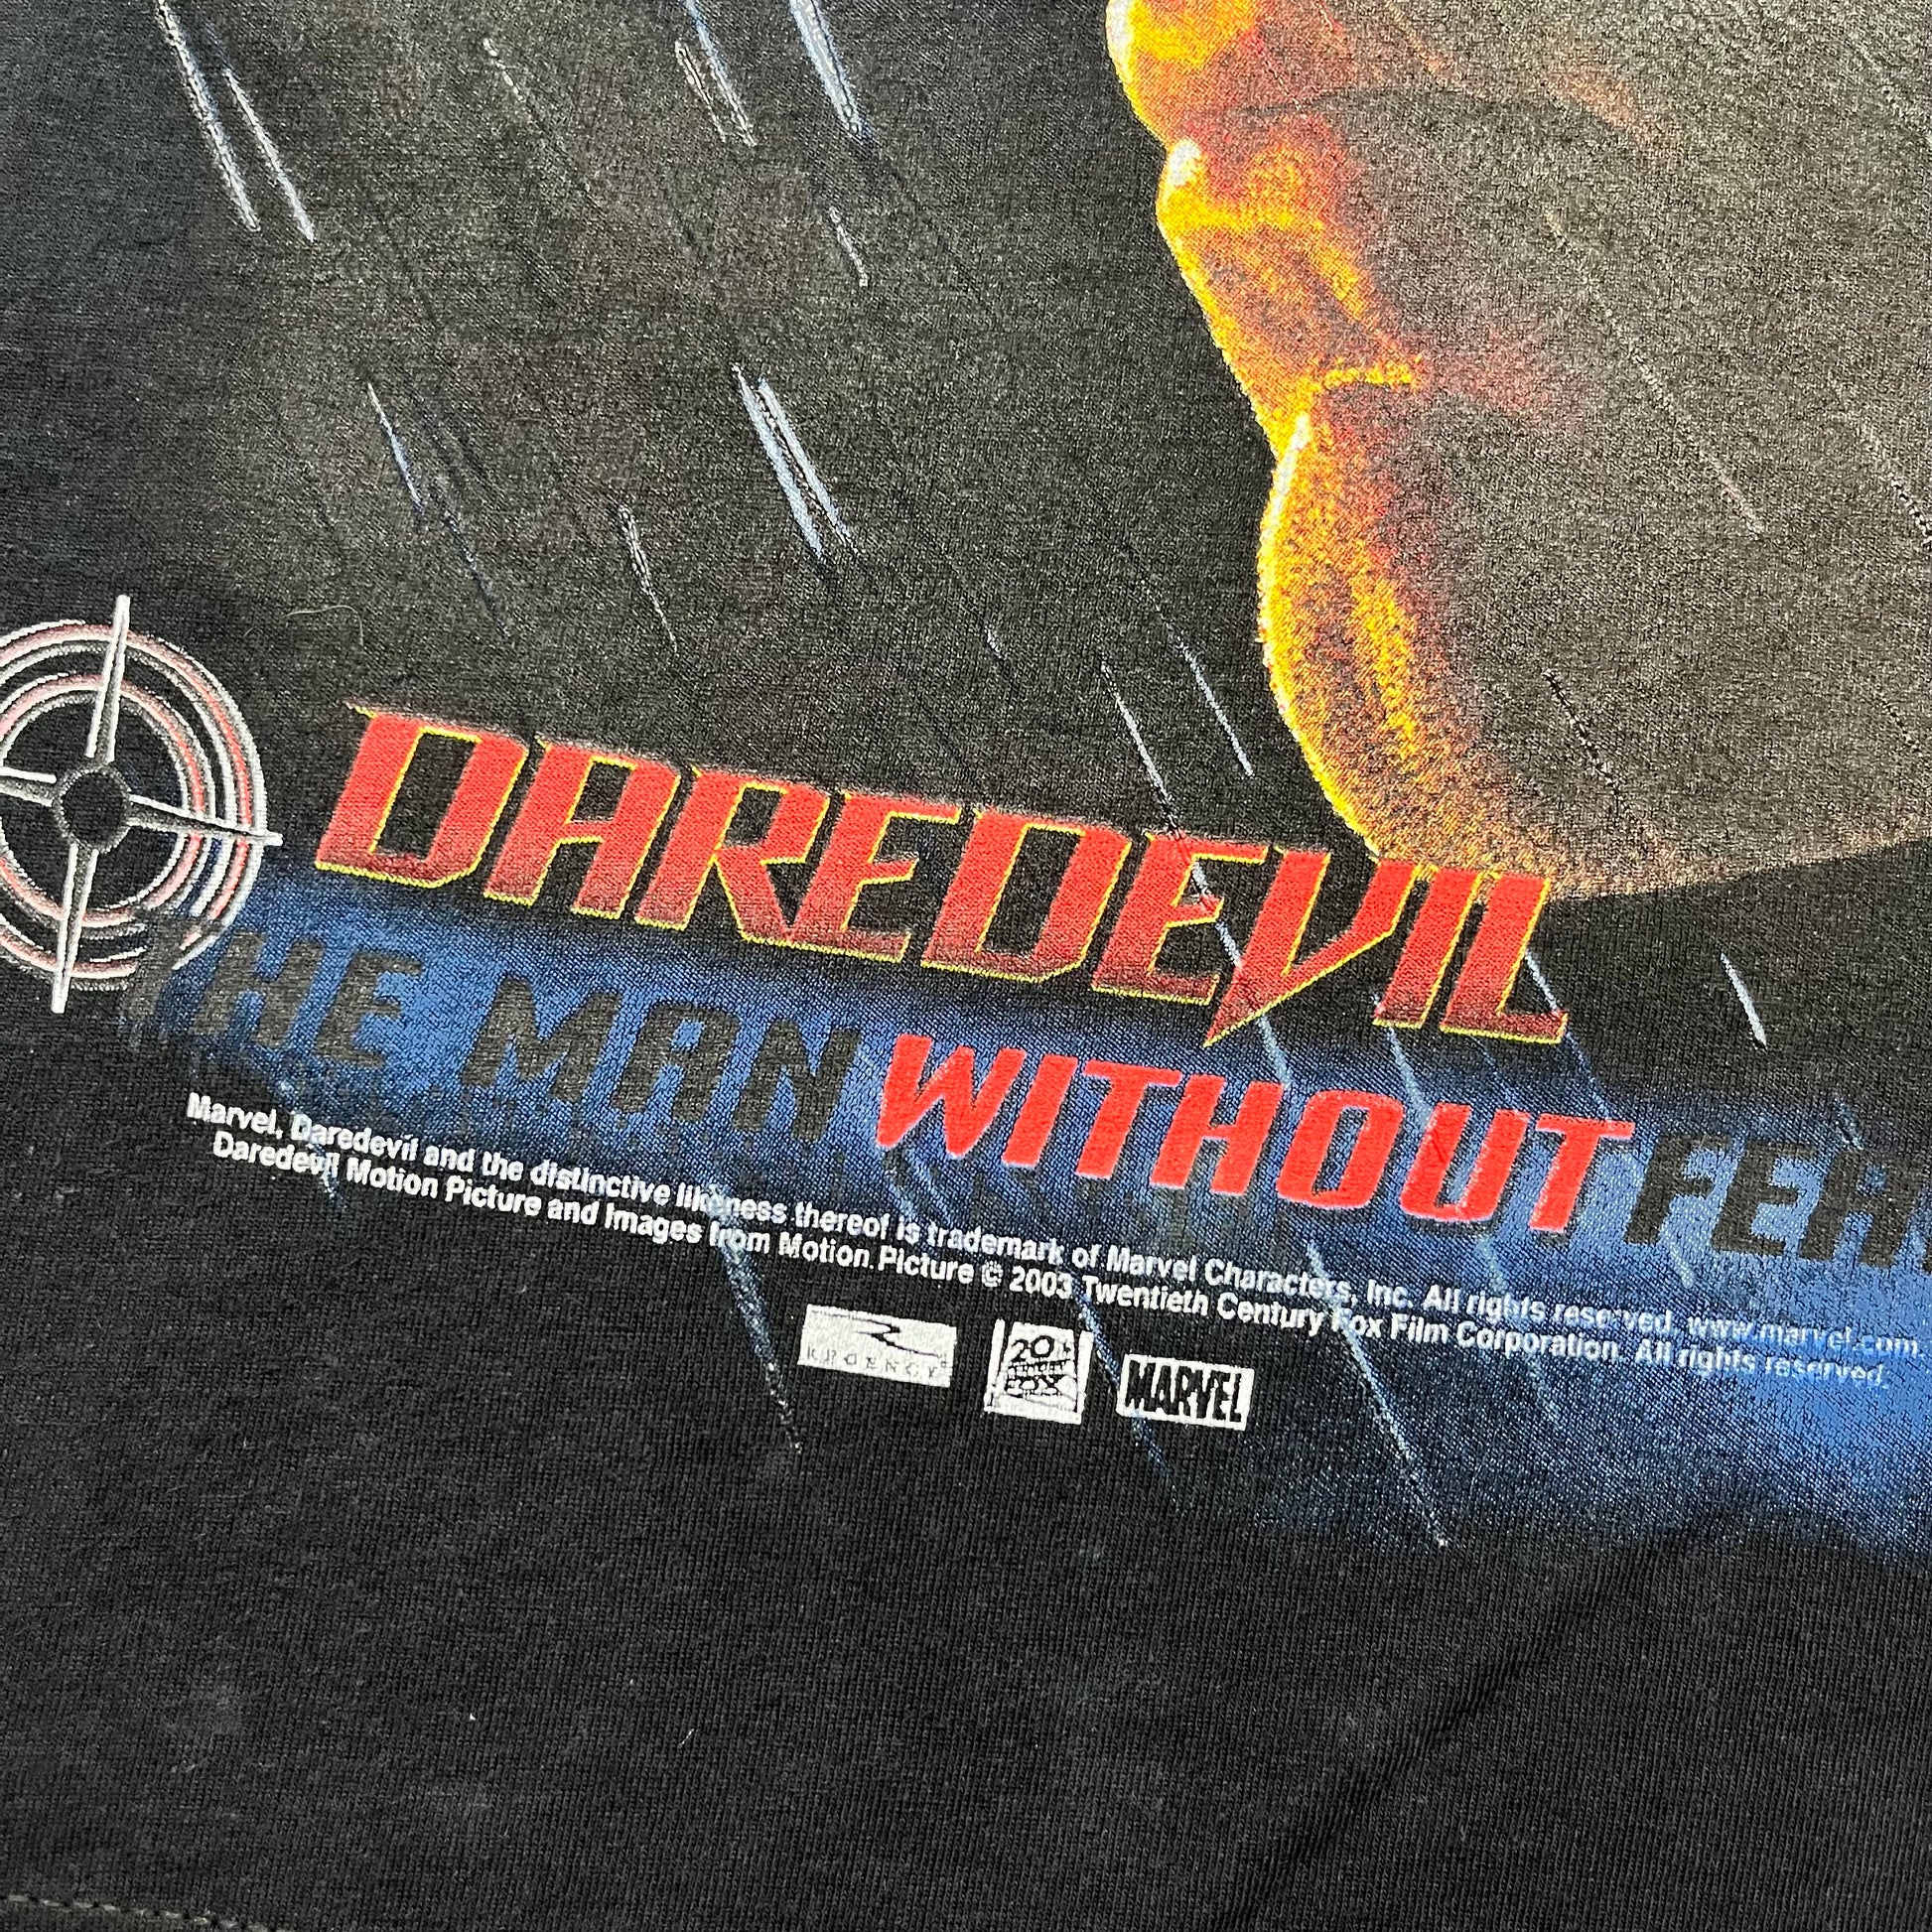 DAREDEVIL
THE MAN WITHOUT FEA
Marvel, Daredevil and the distinctive likeness thereof is trademark of Marvel Characters, Inc. All rights reserved. www.marvel.com.
Daredevil Motion Picture and Images from Motion Picture © 2003 Twentieth Century Fox Film Corporation. All rights reserved.
REGENCY
20th CENTURY FOX
MARVEL